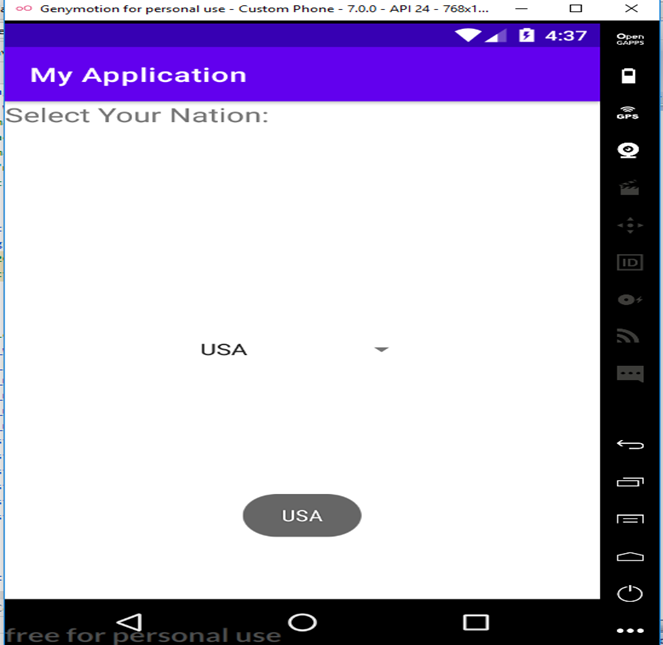 Genymotion for personal use - Custom Phone - 7.0.0 - API 24 - 768x1...
4:37
Open
GAPPS
My Application
GPS
Select Your Nation:
ID
USA
USA
free for personal use